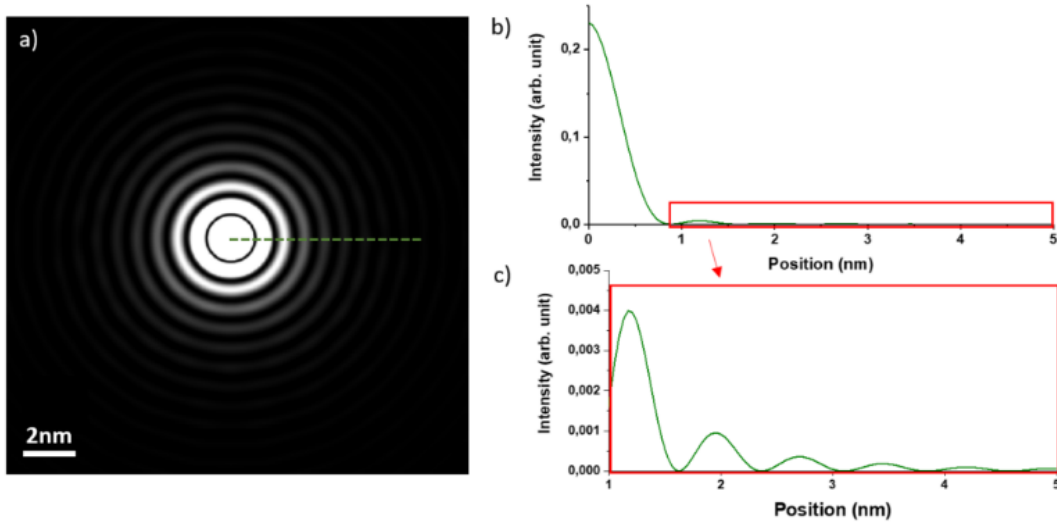 a)
2nm
b)
Intensity (arb. unit)
0,2
0,1
0,0
0 1 2 3 4 5
Position (nm)
c)
Intensity (arb. unit)
0,005
0,004
0,003
0,002
0,001
0,000
1 2 3 4 5
Position (nm)